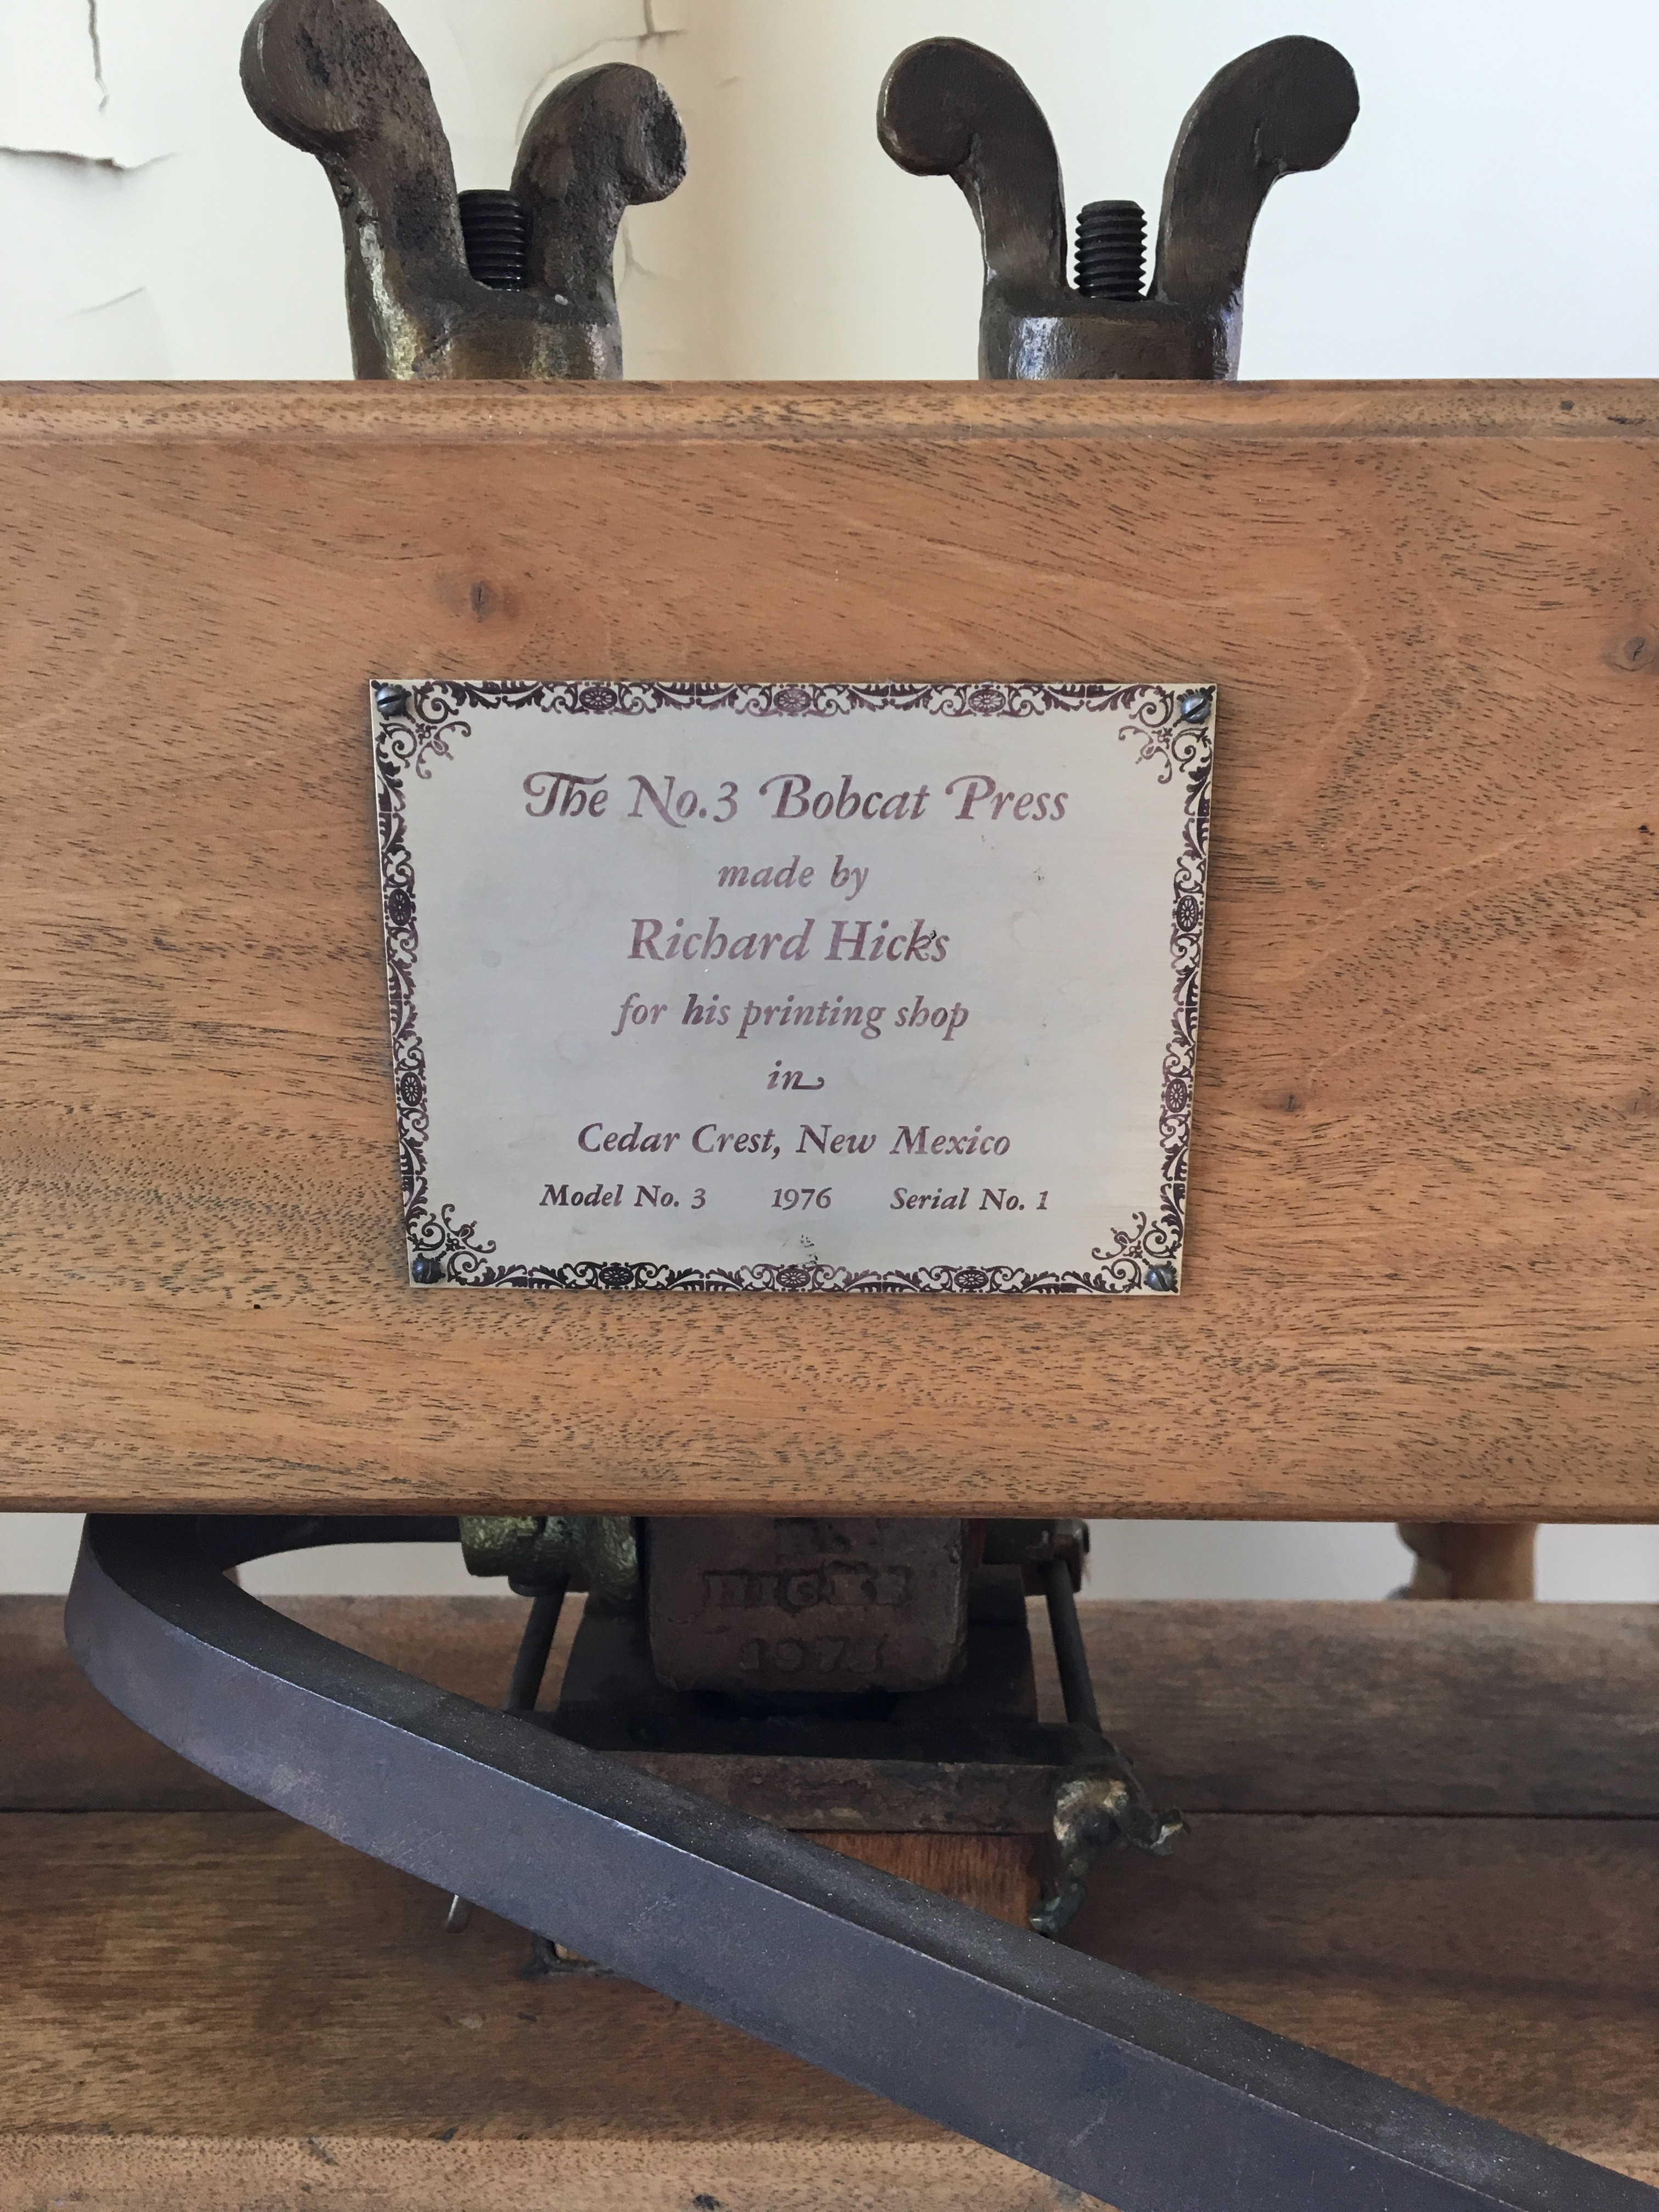 The No.3 Bobcat Press
made by
Richard Hicks
for his printing shop
in
Cedar Crest, New Mexico
Model No. 3 1976 Serial No. 1
HICKS